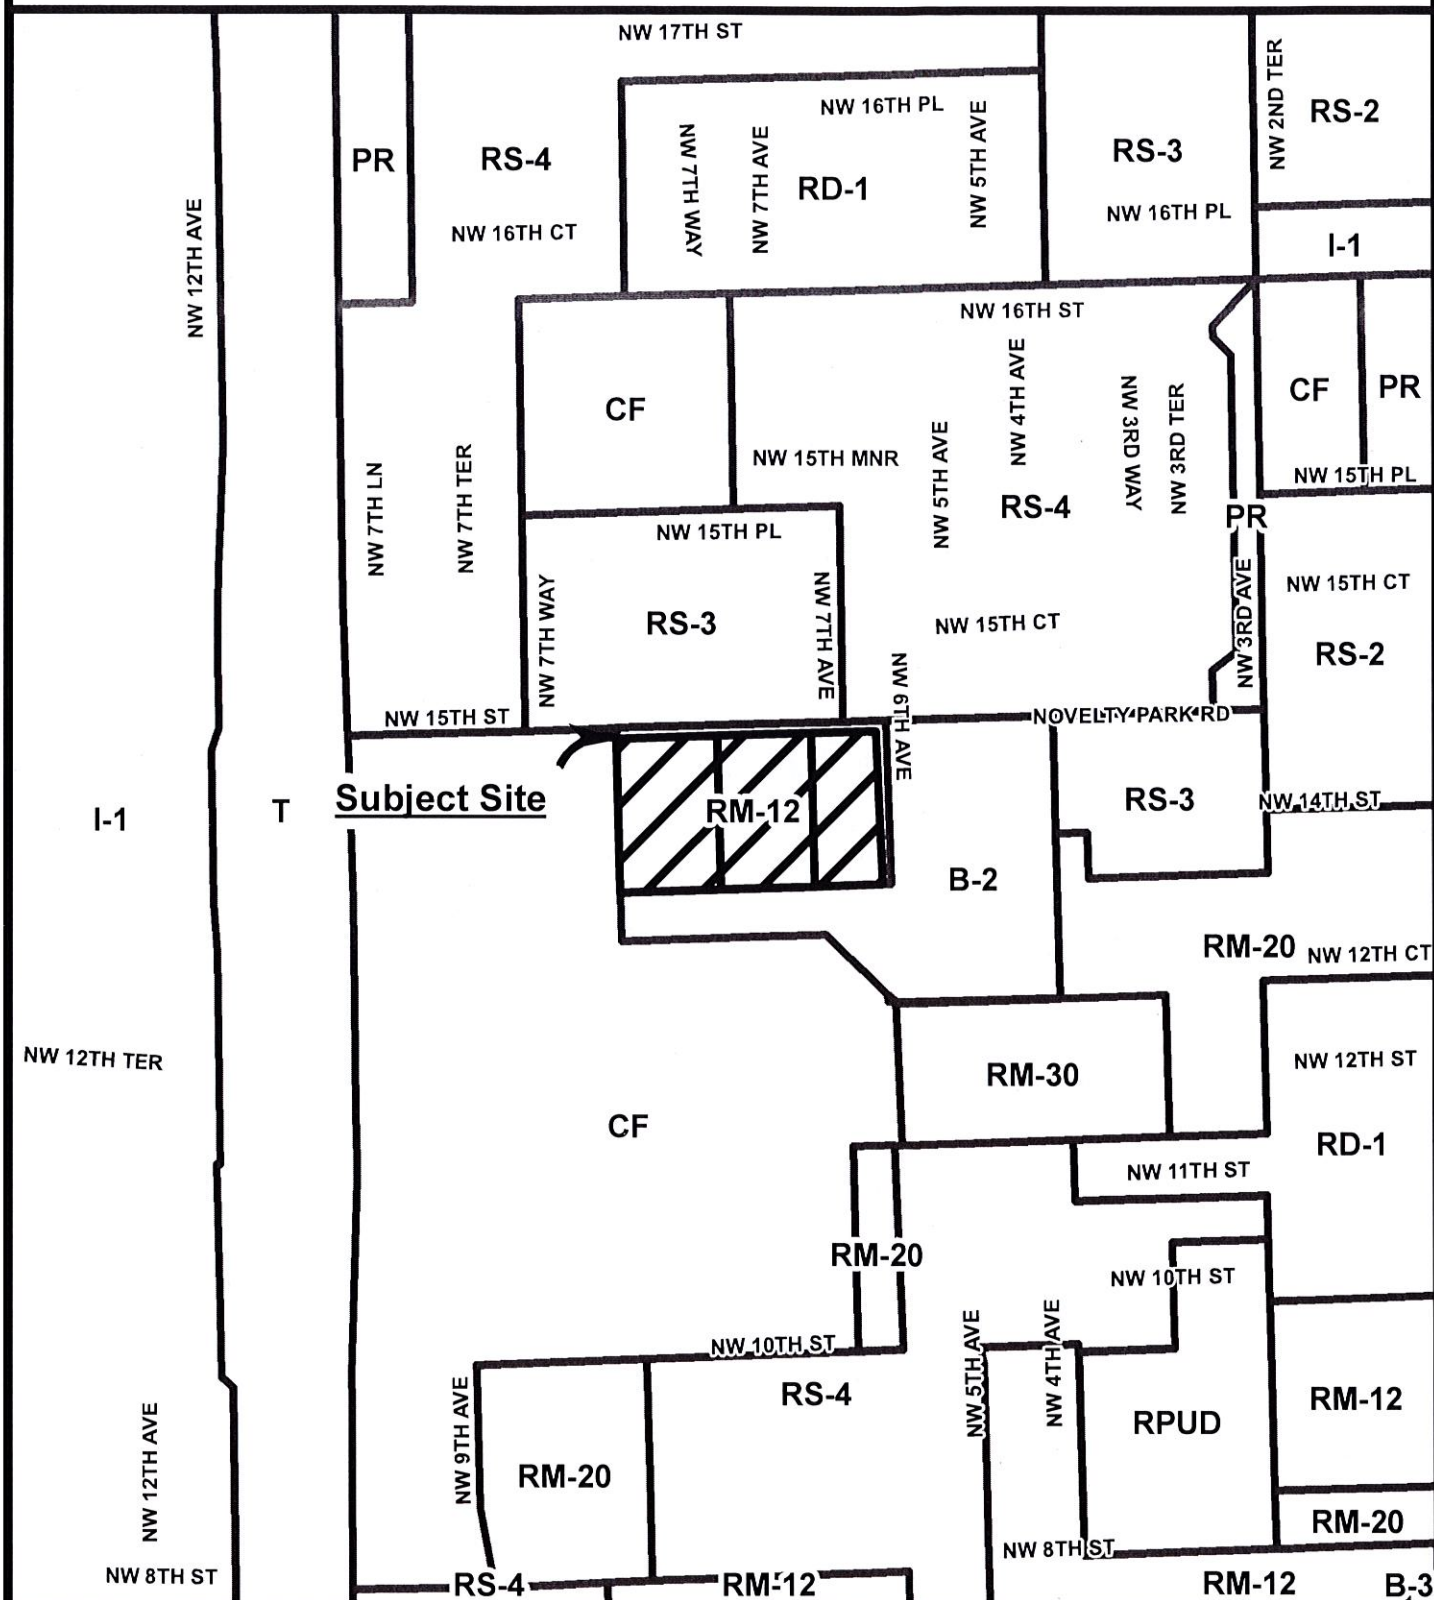 NW 17TH ST
NW 2ND TER
RS-2
NW 16TH PL
NW 5TH AVE
NW 7TH WAY
NW 7TH AVE
RS-3
PR
RS-4
RD-1
NW 16TH PL
NW 12TH AVE
NW 16TH CT
I-1
NW 16TH ST
NW 4TH AVE
CF
NW 3RD WAY
NW 3RD TER
CF
PR
NW 7TH LN
NW 7TH TER
NW 15TH MNR
NW 5TH AVE
NW 15TH PL
RS-4
PR
NW 15TH PL
NW 15TH CT
NW 7TH WAY
RS-3
NW 7TH AVE
NW 15TH CT
NW 3RD AVE
RS-2
NW 6TH AVE
NW 15TH ST
NOVELTY PARK RD
Subject Site
RM-12
RS-3
NW 14TH ST
I-1
T
B-2
RM-20
NW 12TH CT
NW 12TH TER
RM-30
NW 12TH ST
CF
RD-1
NW 11TH ST
RM-20
NW 10TH ST
NW 10TH ST
NW 5TH AVE
NW 4TH AVE
NW 12TH AVE
NW 9TH AVE
RS-4
RPUD
RM-12
RM-20
RM-20
NW 8TH ST
NW 8TH ST
RS-4
RM-12
RM-12
B-3